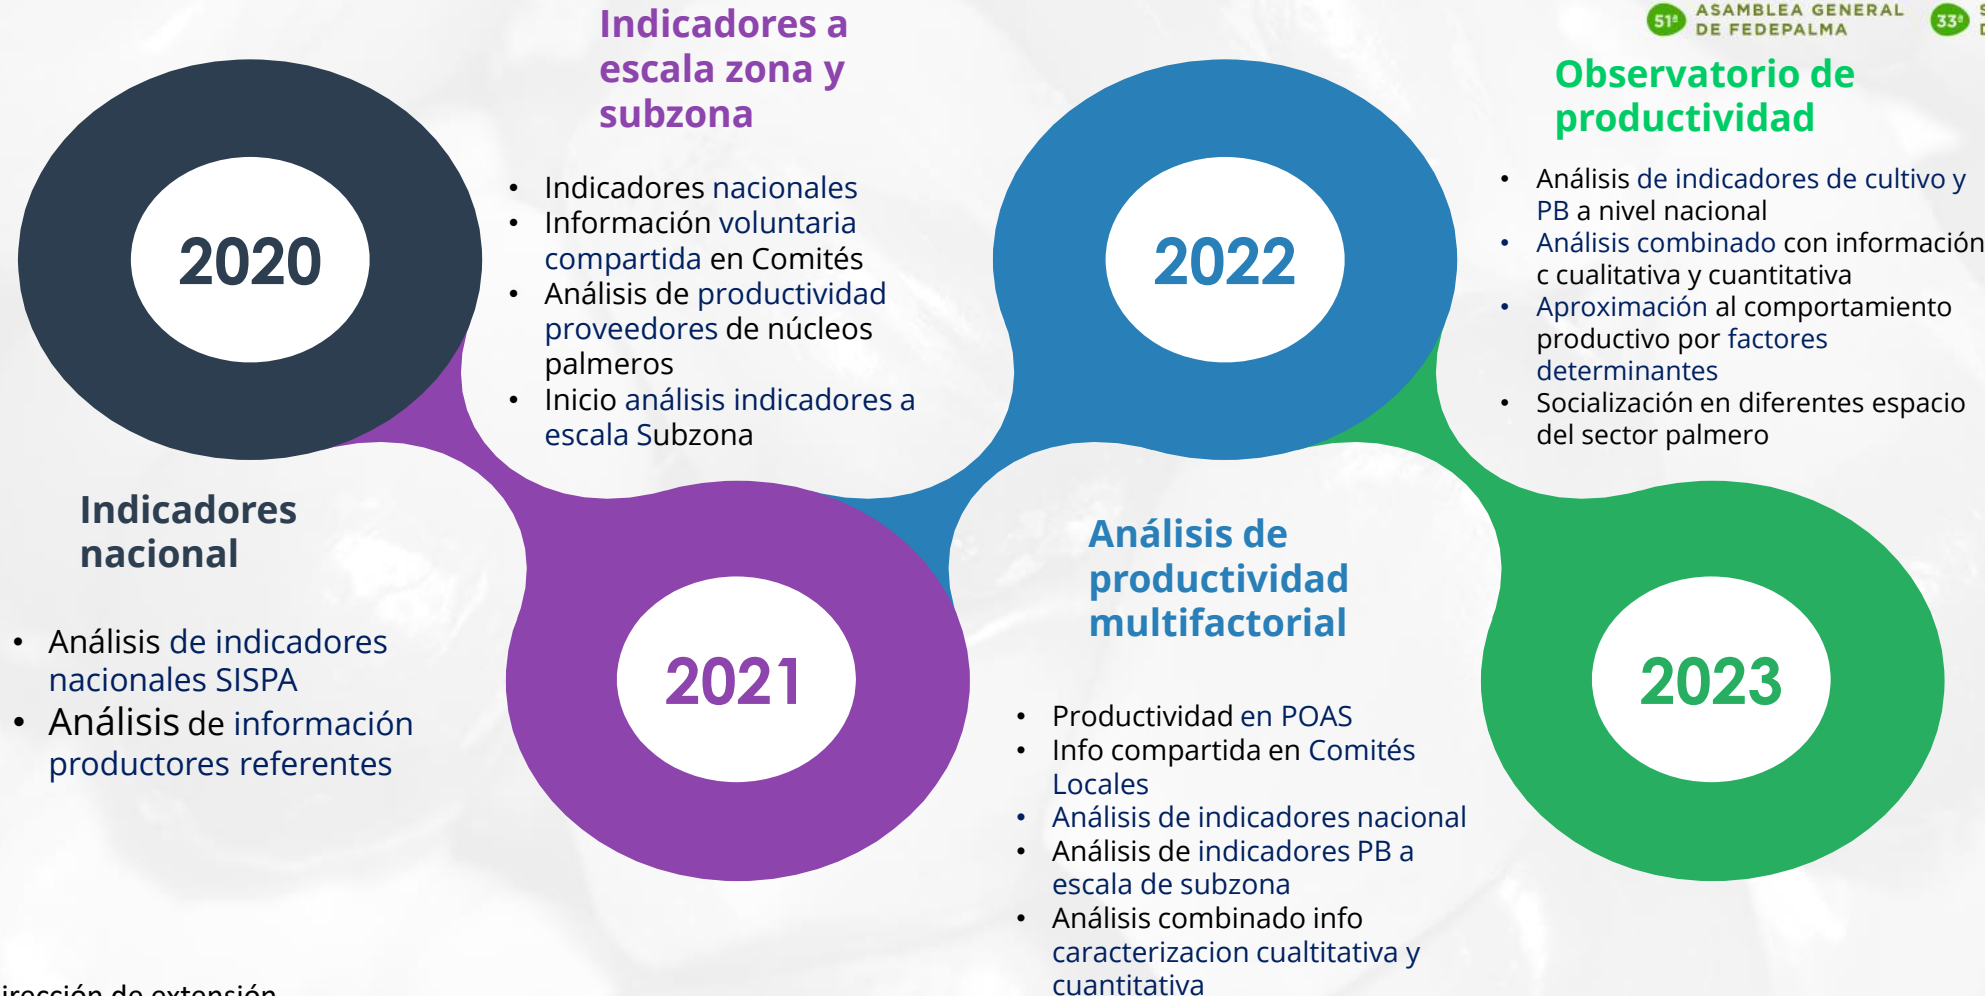 51ª ASAMBLEA GENERAL
DE FEDEPALMA
33ª
2020
Indicadores
nacional
• Análisis de indicadores
nacionales SISPA
• Análisis de información
productores referentes
Indicadores a
escala zona y
subzona
• Indicadores nacionales
• Información voluntaria
compartida en Comités
• Análisis de productividad
proveedores de núcleos
palmeros
• Inicio análisis indicadores a
escala Subzona
2021
2022
Análisis de
productividad
multifactorial
• Productividad en POAS
• Info compartida en Comités
Locales
• Análisis de indicadores nacional
• Análisis de indicadores PB a
escala de subzona
• Análisis combinado info
caracterizacion cualtitativa y
cuantitativa
Observatorio de
productividad
• Análisis de indicadores de cultivo y
PB a nivel nacional
• Análisis combinado con información
c cualitativa y cuantitativa
• Aproximación al comportamiento
productivo por factores
determinantes
• Socialización en diferentes espacio
del sector palmero
2023
irección de extensión